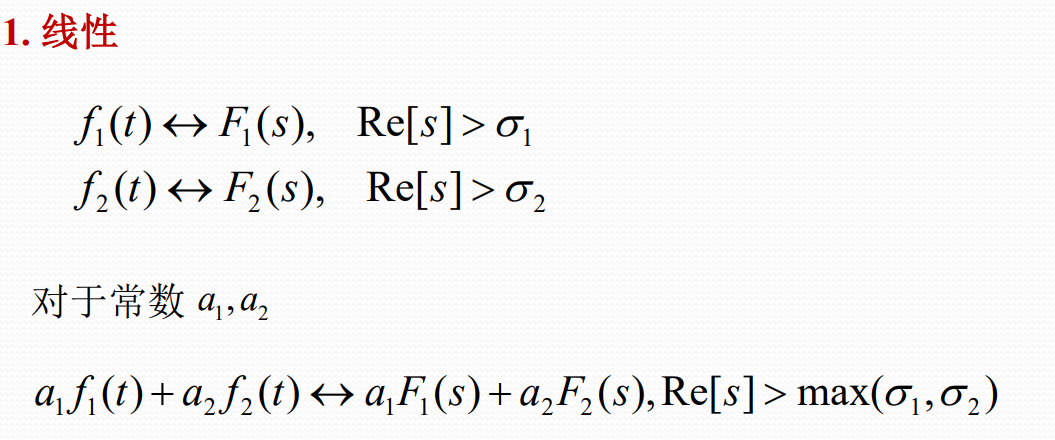 1. 线性
f₁(t) ↔ F₁(s), Re[s] > σ₁
f₂(t) ↔ F₂(s), Re[s] > σ₂
对于常数 a₁,a₂
a₁f₁(t) + a₂f₂(t) ↔ a₁F₁(s) + a₂F₂(s), Re[s] > max(σ₁,σ₂)